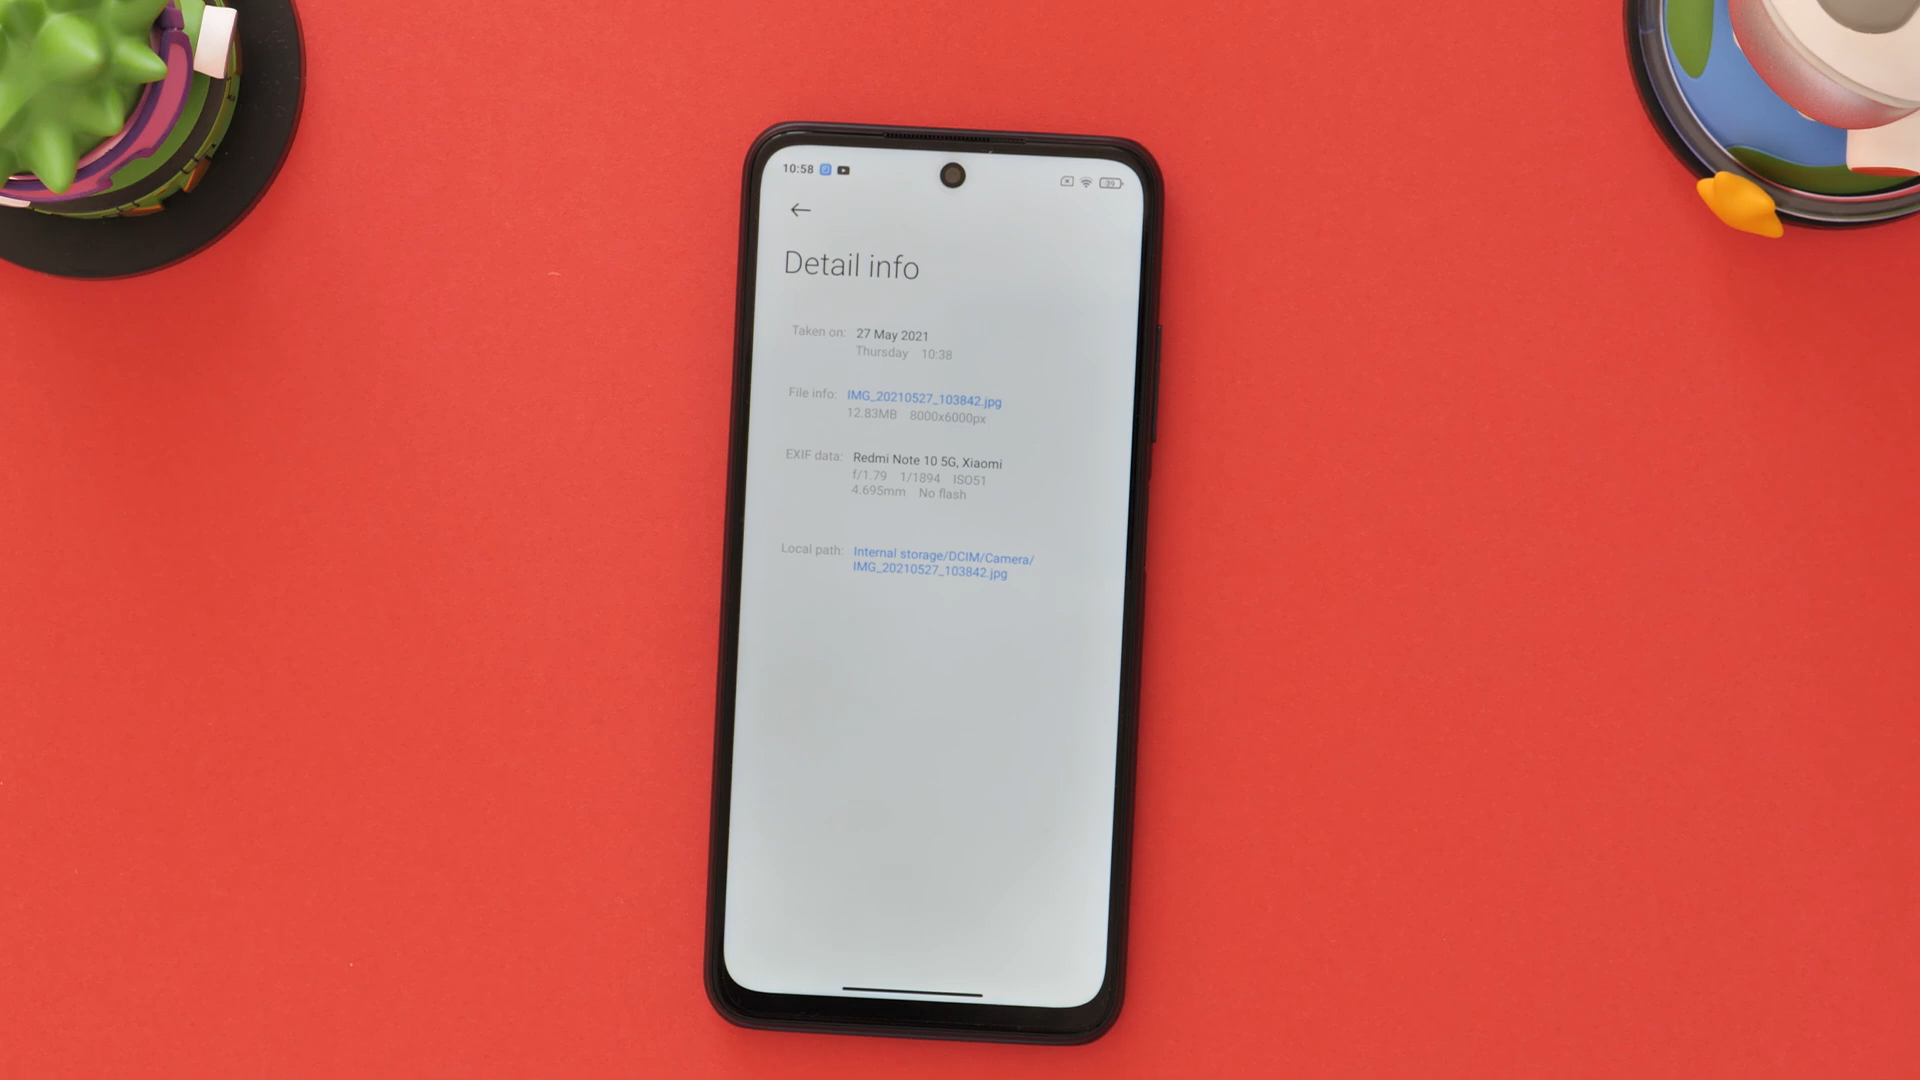 10:58
39
Detail info
Taken on: 27 May 2021
Thursday 10:38
File info: IMG_20210527_103842.jpg
12.83MB 8000x6000px
EXIF data: Redmi Note 10 5G, Xiaomi
f/1.79 1/1894 ISO51
4.695mm No flash
Local path: Internal storage/DCIM/Camera/
IMG_20210527_103842.jpg